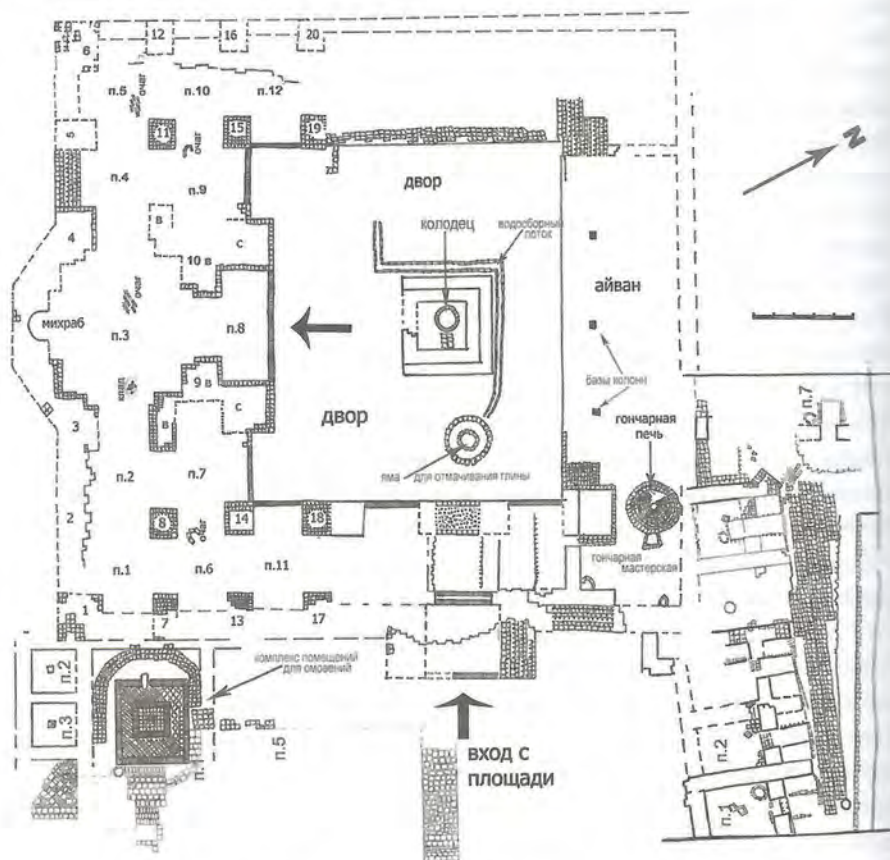 12
16
20
6
п.5
очаг
п.10
п.12
5
11
15
19
очаг
п.4
п.9
двор
N
4
в
с
колодец
водосборный
лоток
10 в
очаг
айван
михраб
п.3
п.8
клад
9 в
базы колонн
3
в
с
двор
гончарная
печь
п.7
п.2
п.7
яма для отмачивания глины
2
8
очаг
14
18
п.1
п.6
п.11
гончарная
мастерская
1
7
13
17
комплекс помещений
для омовений
п.2
п.3
п.
п.5
вход с
площади
п.2
п.1